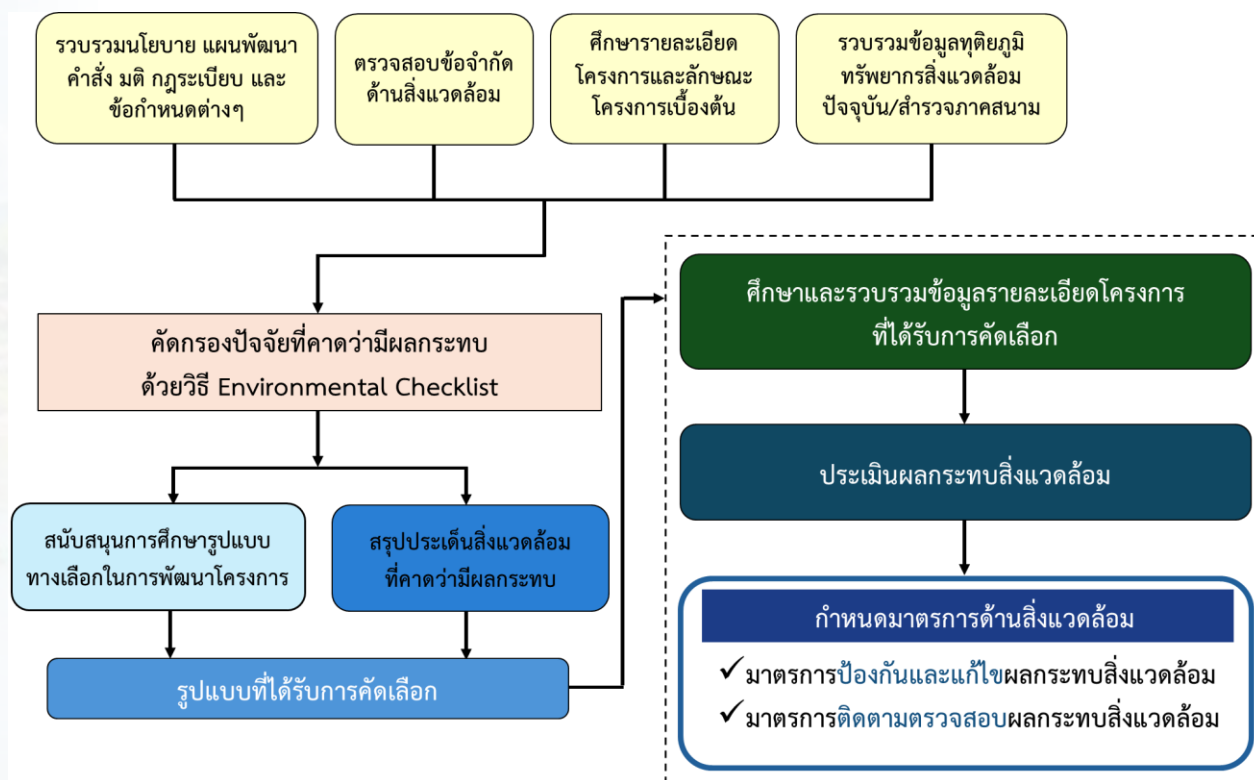 รวบรวมนโยบาย แผนพัฒนา
คำสั่ง มติ กฎระเบียบ และ
ข้อกำหนดต่างๆ
ตรวจสอบข้อจำกัด
ด้านสิ่งแวดล้อม
ศึกษารายละเอียด
โครงการและลักษณะ
โครงการเบื้องต้น
รวบรวมข้อมูลทุติยภูมิ
ทรัพยากรสิ่งแวดล้อม
ปัจจุบัน/สำรวจภาคสนาม
คัดกรองปัจจัยที่คาดว่ามีผลกระทบ
ด้วยวิธี Environmental Checklist
สนับสนุนการศึกษารูปแบบ
ทางเลือกในการพัฒนาโครงการ
สรุปประเด็นสิ่งแวดล้อม
ที่คาดว่ามีผลกระทบ
รูปแบบที่ได้รับการคัดเลือก
ศึกษาและรวบรวมข้อมูลรายละเอียดโครงการ
ที่ได้รับการคัดเลือก
ประเมินผลกระทบสิ่งแวดล้อม
กำหนดมาตรการด้านสิ่งแวดล้อม
✓ มาตรการป้องกันและแก้ไขผลกระทบสิ่งแวดล้อม
✓ มาตรการติดตามตรวจสอบผลกระทบสิ่งแวดล้อม